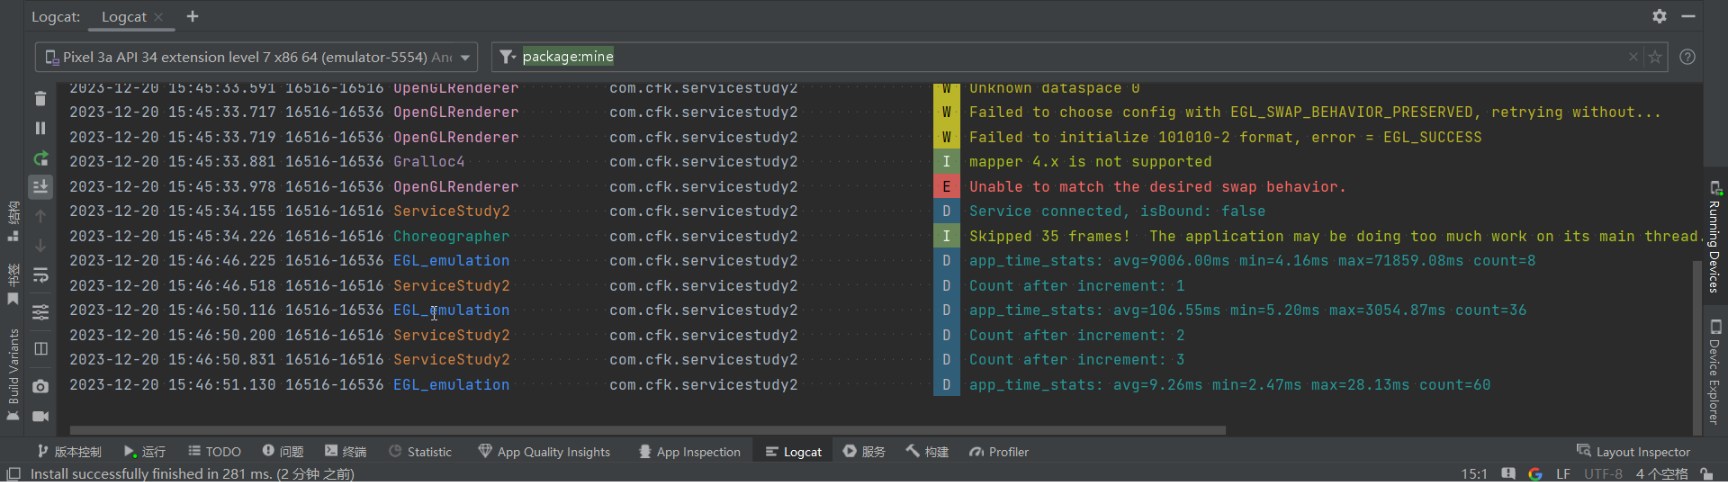 Logcat: Logcat
Pixel 3a API 34 extension level 7 x86 64 (emulator-5554) And package:mine
2023-12-20 15:45:33.591 16516-16516 OpenGLRenderer com.cfk.servicestudy2 W Unknown dataspace 0
2023-12-20 15:45:33.717 16516-16536 OpenGLRenderer com.cfk.servicestudy2 W Failed to choose config with EGL_SWAP_BEHAVIOR_PRESERVED, retrying without...
2023-12-20 15:45:33.719 16516-16536 OpenGLRenderer com.cfk.servicestudy2 W Failed to initialize 101010-2 format, error = EGL_SUCCESS
2023-12-20 15:45:33.881 16516-16536 Gralloc4 com.cfk.servicestudy2 I mapper 4.x is not supported
2023-12-20 15:45:33.978 16516-16536 OpenGLRenderer com.cfk.servicestudy2 E Unable to match the desired swap behavior.
2023-12-20 15:45:34.155 16516-16516 ServiceStudy2 com.cfk.servicestudy2 D Service connected, isBound: false
2023-12-20 15:45:34.226 16516-16516 Choreographer com.cfk.servicestudy2 I Skipped 35 frames!  The application may be doing too much work on its main thread.
2023-12-20 15:46:46.225 16516-16536 EGL_emulation com.cfk.servicestudy2 D app_time_stats: avg=9006.00ms min=4.16ms max=71859.08ms count=8
2023-12-20 15:46:46.518 16516-16516 ServiceStudy2 com.cfk.servicestudy2 D Count after increment: 1
2023-12-20 15:46:50.116 16516-16536 EGL_emulation com.cfk.servicestudy2 D app_time_stats: avg=106.55ms min=5.20ms max=3054.87ms count=36
2023-12-20 15:46:50.200 16516-16516 ServiceStudy2 com.cfk.servicestudy2 D Count after increment: 2
2023-12-20 15:46:50.831 16516-16516 ServiceStudy2 com.cfk.servicestudy2 D Count after increment: 3
2023-12-20 15:46:51.130 16516-16536 EGL_emulation com.cfk.servicestudy2 D app_time_stats: avg=9.26ms min=2.47ms max=28.13ms count=60
结构
书签
Build Variants
Running Devices
Device Explorer
版本控制 运行 TODO 问题 终端 Statistic App Quality Insights App Inspection Logcat 服务 构建 Profiler Layout Inspector
Install successfully finished in 281 ms. (2 分钟 之前) 15:1 LF UTF-8 4 个空格